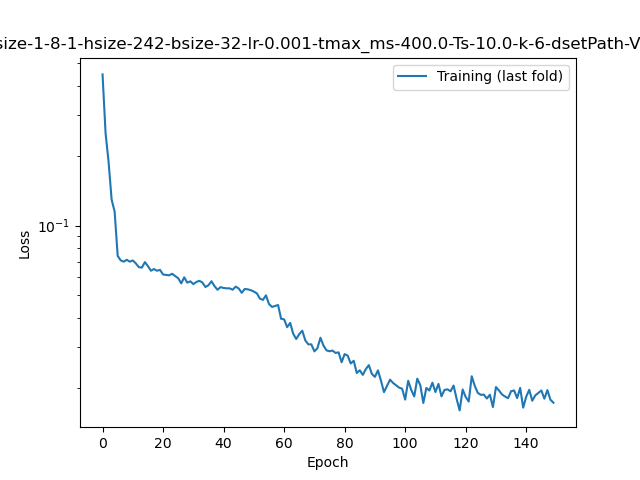 size-1-8-1-hsize-242-bsize-32-lr-0.001-tmax_ms-400.0-Ts-10.0-k-6-dsetPath-V
Training (last fold)
Loss
10⁻¹
0 20 40 60 80 100 120 140
Epoch